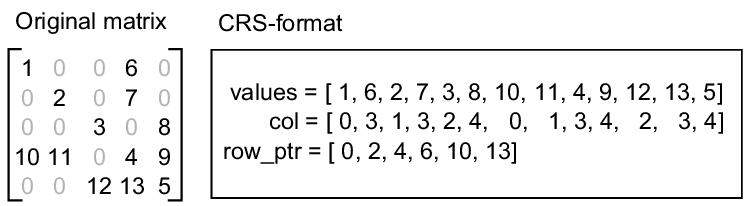 Original matrix
CRS-format
1 0 0 6 0
0 2 0 7 0
0 0 3 0 8
10 11 0 4 9
0 0 12 13 5
values = [ 1, 6, 2, 7, 3, 8, 10, 11, 4, 9, 12, 13, 5]
col = [ 0, 3, 1, 3, 2, 4, 0, 1, 3, 4, 2, 3, 4]
row_ptr = [ 0, 2, 4, 6, 10, 13]